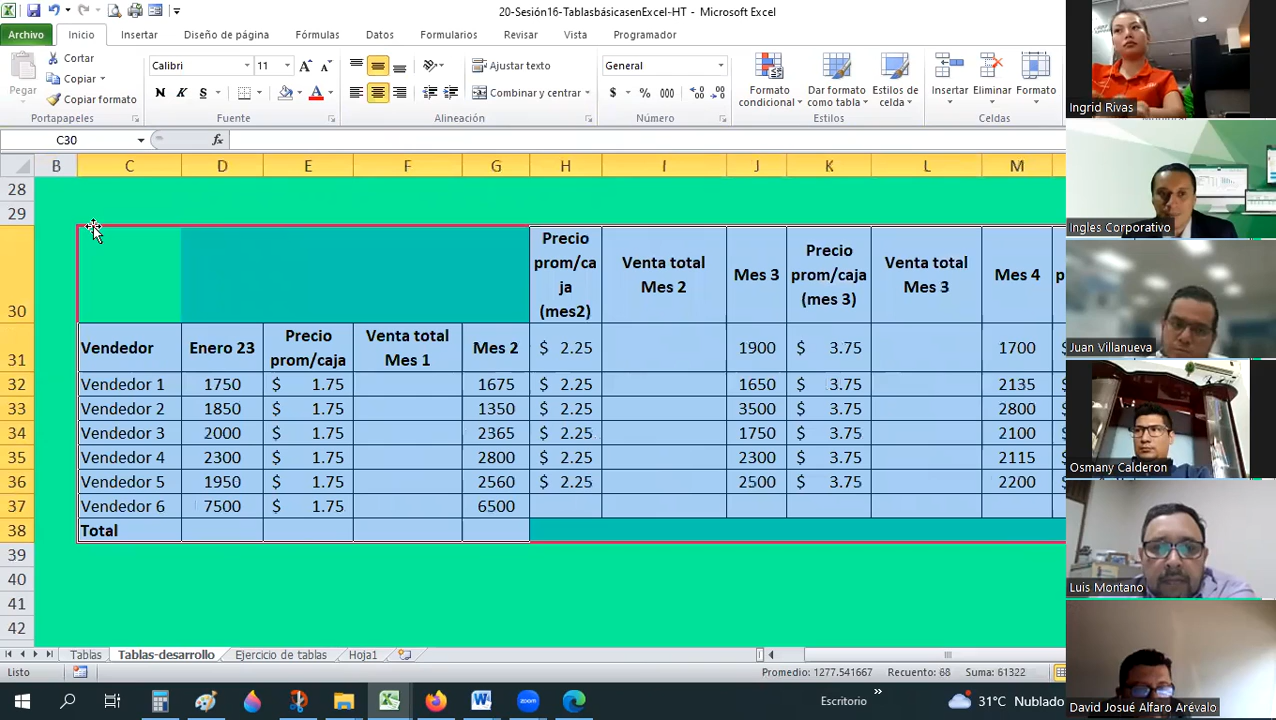 20-Sesión16-TablasbásicasenExcel-HT - Microsoft Excel
Archivo Inicio Insertar Diseño de página Fórmulas Datos Formularios Revisar Vista Programador
Pegar Cortar Copiar Copiar formato
Portapapeles
Calibri 11
N K S
Fuente
Ajustar texto
Combinar y centrar
Alineación
General
$ % 000
Número
Formato condicional Dar formato como tabla Estilos de celda
Estilos
Insertar Eliminar Formato
Celdas
C30 fx
B C D E F G H I J K L M
28
29
30 Precio prom/ca ja (mes2) Venta total Mes 2 Mes 3 Precio prom/caja (mes 3) Venta total Mes 3 Mes 4
31 Vendedor Enero 23 Precio prom/caja Venta total Mes 1 Mes 2 $ 2.25 1900 $ 3.75 1700
32 Vendedor 1 1750 $ 1.75 1675 $ 2.25 1650 $ 3.75 2135
33 Vendedor 2 1850 $ 1.75 1350 $ 2.25 3500 $ 3.75 2800
34 Vendedor 3 2000 $ 1.75 2365 $ 2.25 1750 $ 3.75 2100
35 Vendedor 4 2300 $ 1.75 2800 $ 2.25 2300 $ 3.75 2115
36 Vendedor 5 1950 $ 1.75 2560 $ 2.25 2500 $ 3.75 2200
37 Vendedor 6 7500 $ 1.75 6500
38 Total
39
40
41
42
Tablas Tablas-desarrollo Ejercicio de tablas Hoja1
Listo Promedio: 1277.541667 Recuento: 68 Suma: 61322
Escritorio » 31°C Nublado
Ingrid Rivas
Ingles Corporativo
Juan Villanueva
Osmany Calderon
Luis Montano
David Josué Alfaro Arévalo